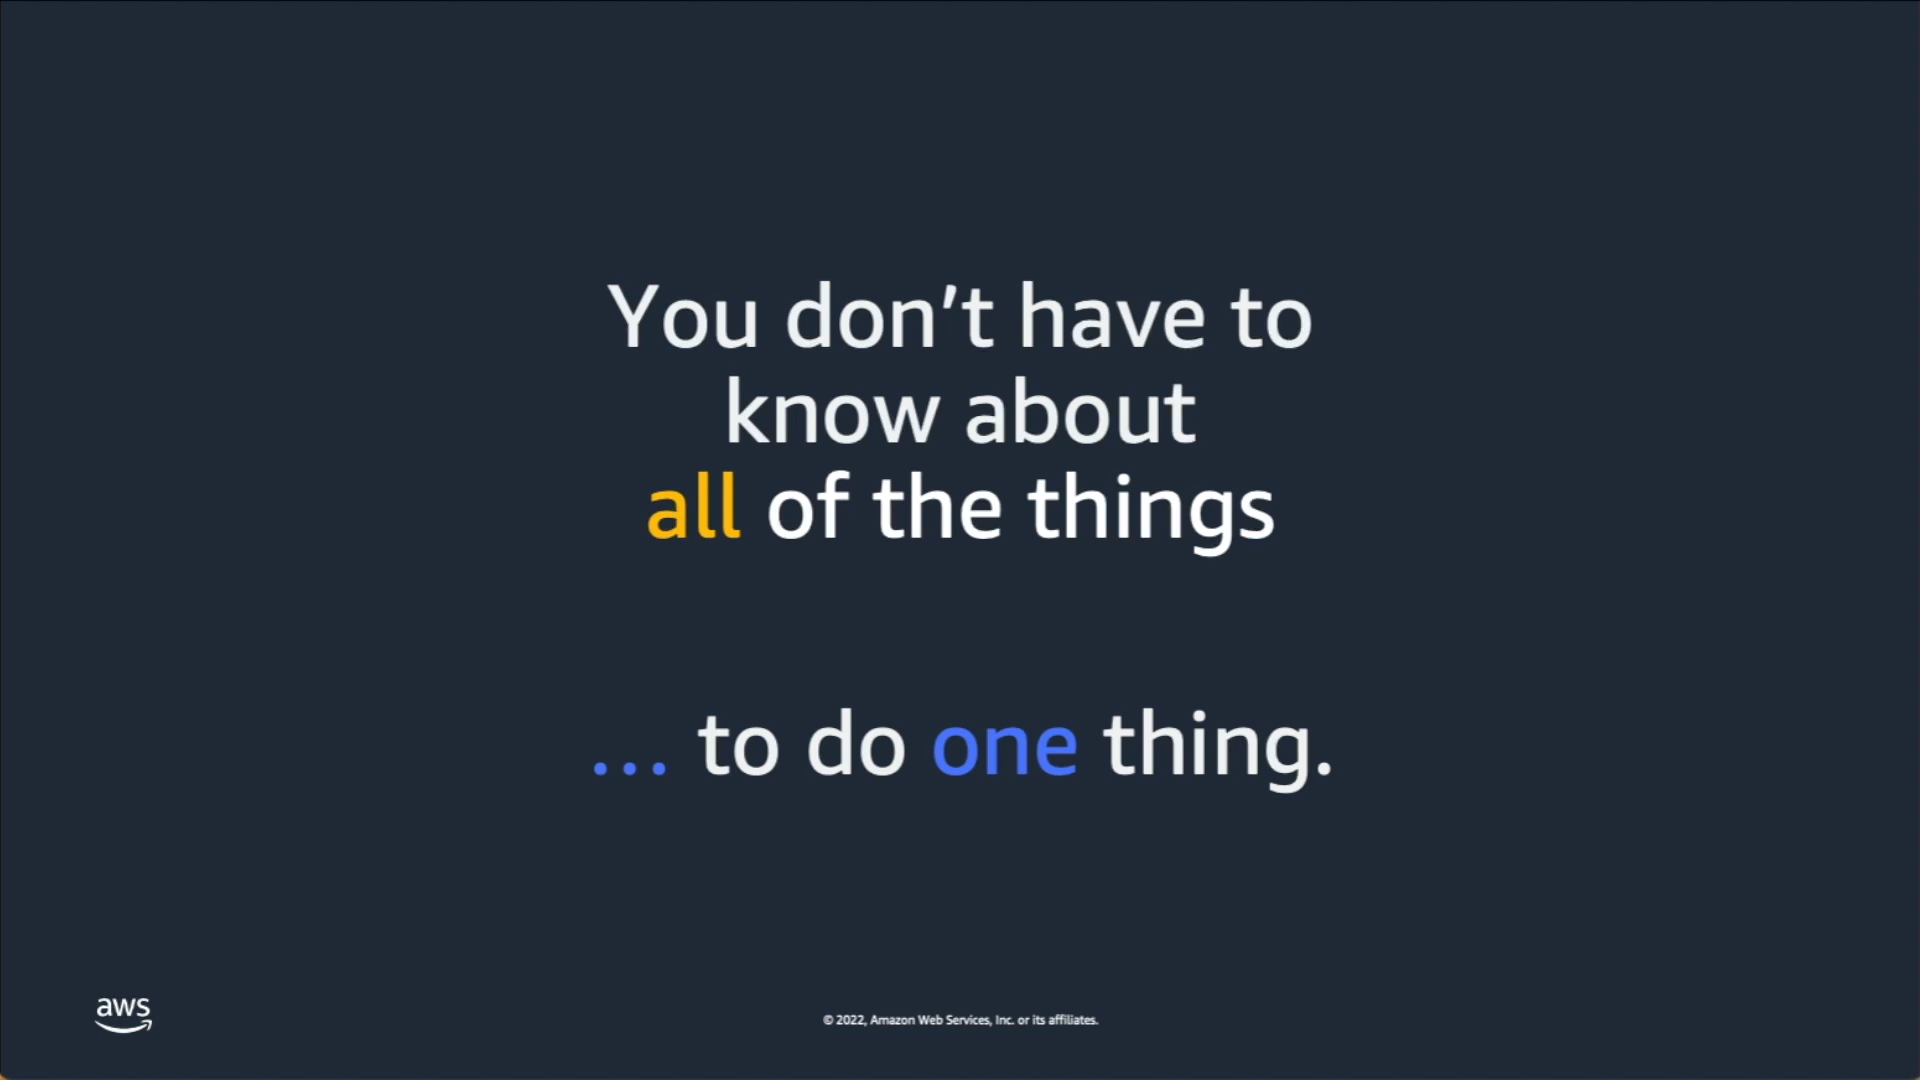 You don’t have to
know about
all of the things
... to do one thing.
aws
© 2022, Amazon Web Services, Inc. or its affiliates.